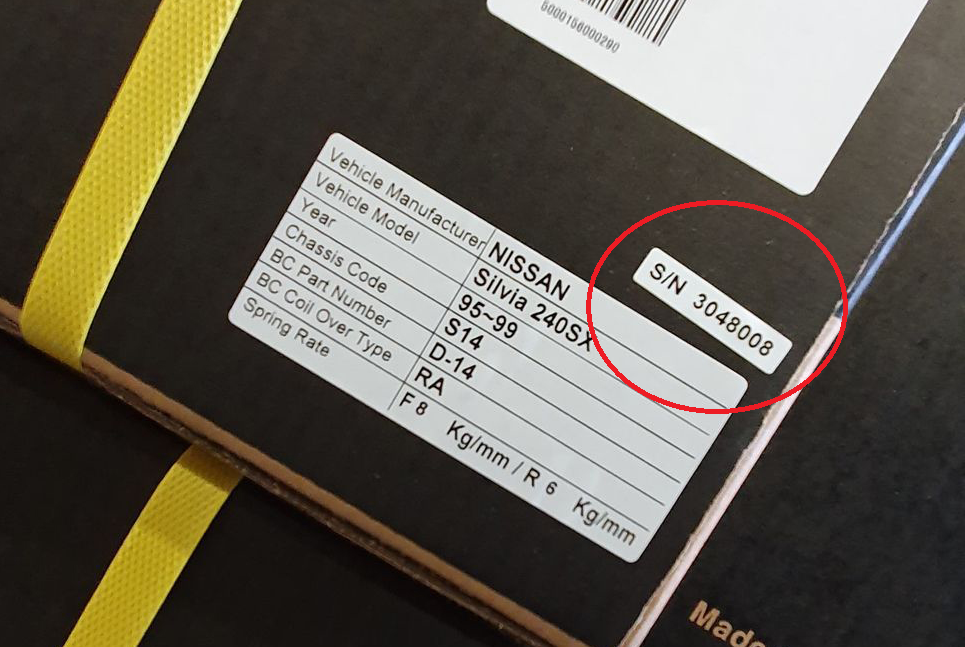 5000156000290
S/N 3048008
Vehicle Manufacturer NISSAN
Vehicle Model Silvia 240SX
Year 95~99
Chassis Code S14
BC Part Number D-14
BC Coil Over Type RA
Spring Rate F 8 Kg/mm / R 6 Kg/mm
Made